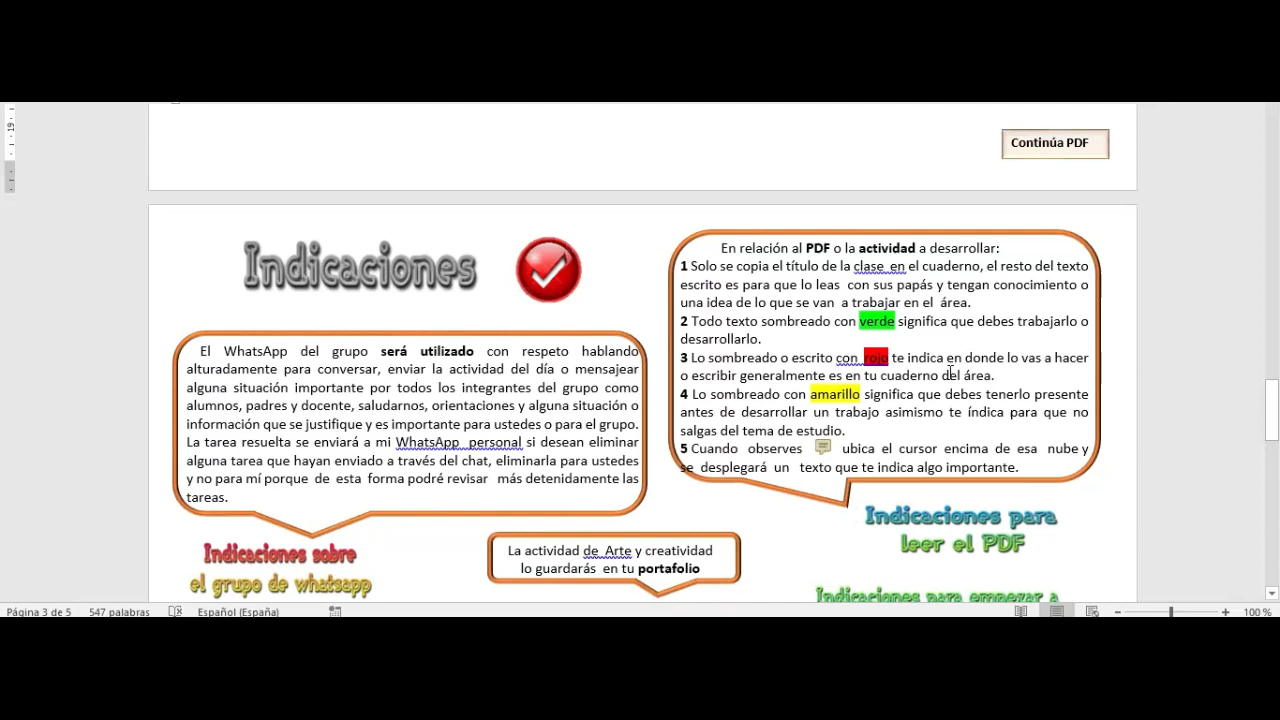 19
Continúa PDF
Indicaciones
El WhatsApp del grupo será utilizado con respeto hablando
alturadamente para conversar, enviar la actividad del día o mensajear
alguna situación importante por todos los integrantes del grupo como
alumnos, padres y docente, saludarnos, orientaciones y alguna situación o
información que se justifique y es importante para ustedes o para el grupo.
La tarea resuelta se enviará a mi WhatsApp personal si desean eliminar
alguna tarea que hayan enviado a través del chat, eliminarla para ustedes
y no para mí porque de esta forma podré revisar más detenidamente las
tareas.
Indicaciones sobre
el grupo de whatsapp
En relación al PDF o la actividad a desarrollar:
1 Solo se copia el título de la clase en el cuaderno, el resto del texto
escrito es para que lo leas con sus papás y tengan conocimiento o
una idea de lo que se van a trabajar en el área.
2 Todo texto sombreado con verde significa que debes trabajarlo o
desarrollarlo.
3 Lo sombreado o escrito con rojo te indica en donde lo vas a hacer
o escribir generalmente es en tu cuaderno del área.
4 Lo sombreado con amarillo significa que debes tenerlo presente
antes de desarrollar un trabajo asimismo te índica para que no
salgas del tema de estudio.
5 Cuando observes ubica el cursor encima de esa nube y
se desplegará un texto que te indica algo importante.
Indicaciones para
leer el PDF
La actividad de Arte y creatividad
lo guardarás en tu portafolio
Indicaciones para empezar a
Página 3 de 5 547 palabras Español (España) 100 %